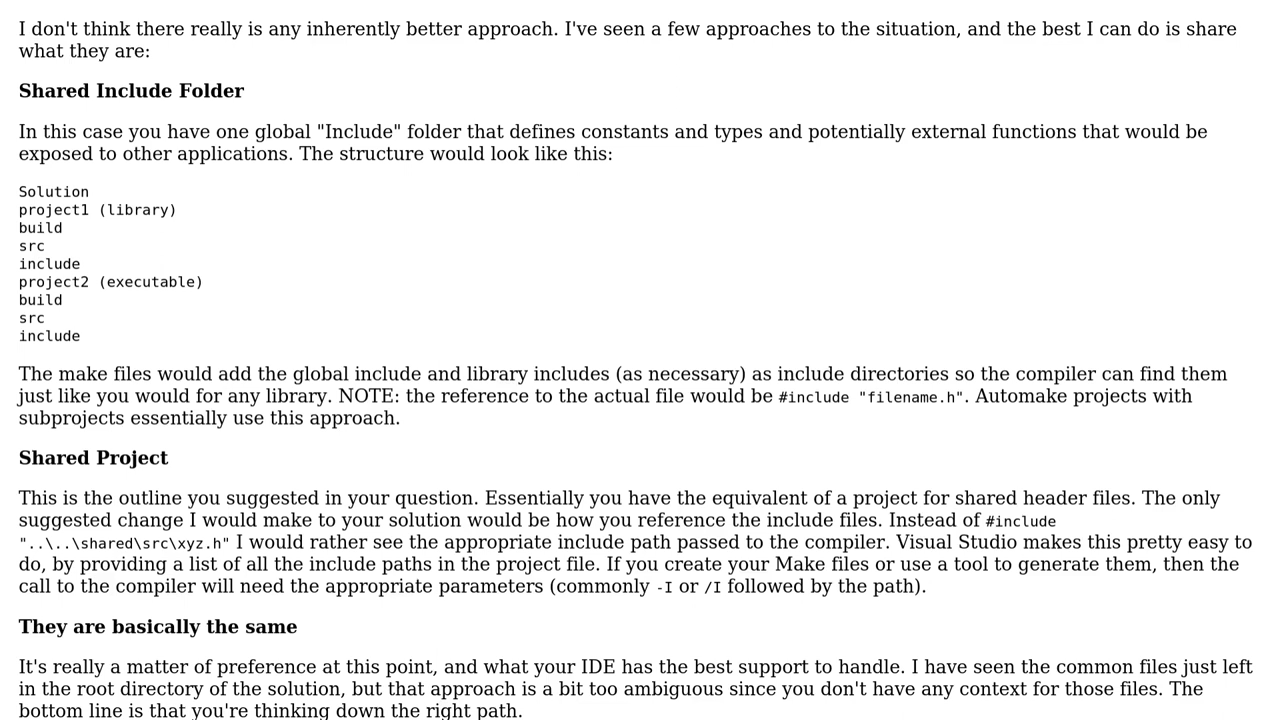 I don't think there really is any inherently better approach. I've seen a few approaches to the situation, and the best I can do is share
what they are:
Shared Include Folder
In this case you have one global "Include" folder that defines constants and types and potentially external functions that would be
exposed to other applications. The structure would look like this:
Solution
project1 (library)
build
src
include
project2 (executable)
build
src
include
The make files would add the global include and library includes (as necessary) as include directories so the compiler can find them
just like you would for any library. NOTE: the reference to the actual file would be #include "filename.h". Automake projects with
subprojects essentially use this approach.
Shared Project
This is the outline you suggested in your question. Essentially you have the equivalent of a project for shared header files. The only
suggested change I would make to your solution would be how you reference the include files. Instead of #include
"..\..\shared\src\xyz.h" I would rather see the appropriate include path passed to the compiler. Visual Studio makes this pretty easy to
do, by providing a list of all the include paths in the project file. If you create your Make files or use a tool to generate them, then the
call to the compiler will need the appropriate parameters (commonly -I or /I followed by the path).
They are basically the same
It's really a matter of preference at this point, and what your IDE has the best support to handle. I have seen the common files just left
in the root directory of the solution, but that approach is a bit too ambiguous since you don't have any context for those files. The
bottom line is that you're thinking down the right path.